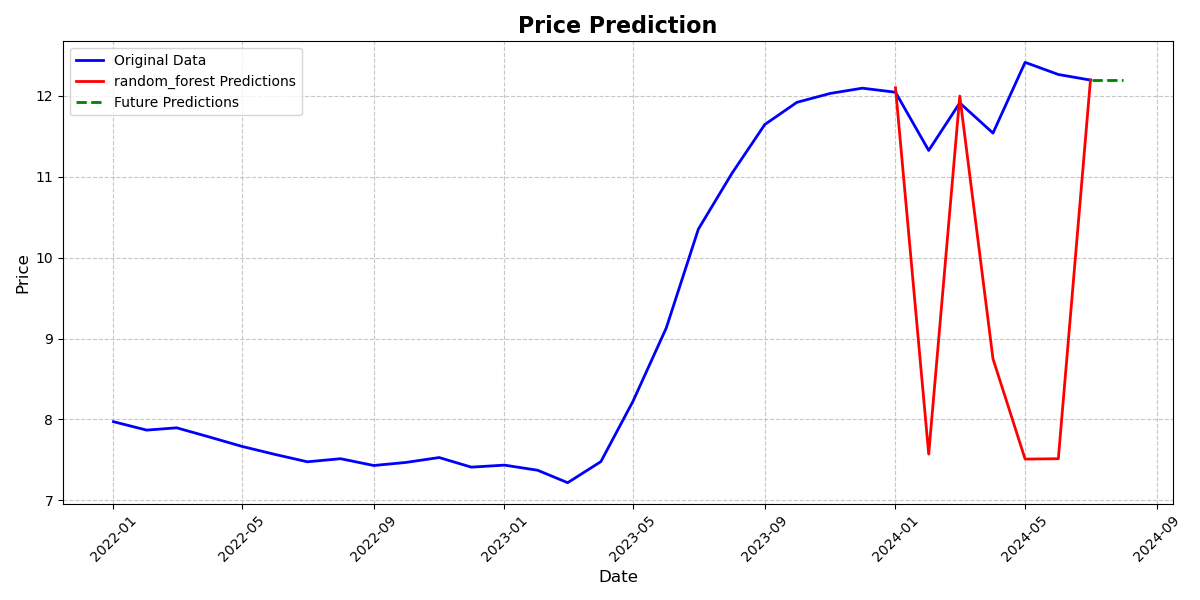 Price Prediction
Original Data
random_forest Predictions
Future Predictions
12
11
10
9
8
7
Price
2022-01
2022-05
2022-09
2023-01
2023-05
2023-09
2024-01
2024-05
2024-09
Date